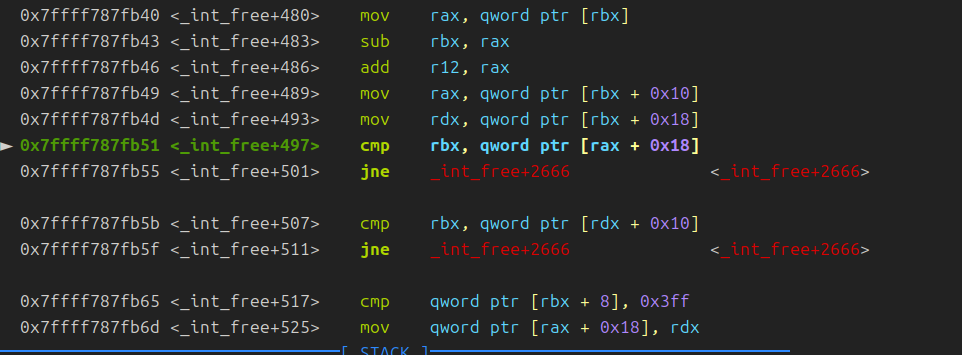 0x7ffff787fb40 <_int_free+480> mov rax, qword ptr [rbx]
0x7ffff787fb43 <_int_free+483> sub rbx, rax
0x7ffff787fb46 <_int_free+486> add r12, rax
0x7ffff787fb49 <_int_free+489> mov rax, qword ptr [rbx + 0x10]
0x7ffff787fb4d <_int_free+493> mov rdx, qword ptr [rbx + 0x18]
► 0x7ffff787fb51 <_int_free+497> cmp rbx, qword ptr [rax + 0x18]
0x7ffff787fb55 <_int_free+501> jne _int_free+2666 <_int_free+2666>
0x7ffff787fb5b <_int_free+507> cmp rbx, qword ptr [rdx + 0x10]
0x7ffff787fb5f <_int_free+511> jne _int_free+2666 <_int_free+2666>
0x7ffff787fb65 <_int_free+517> cmp qword ptr [rbx + 8], 0x3ff
0x7ffff787fb6d <_int_free+525> mov qword ptr [rax + 0x18], rdx
[ STACK ]